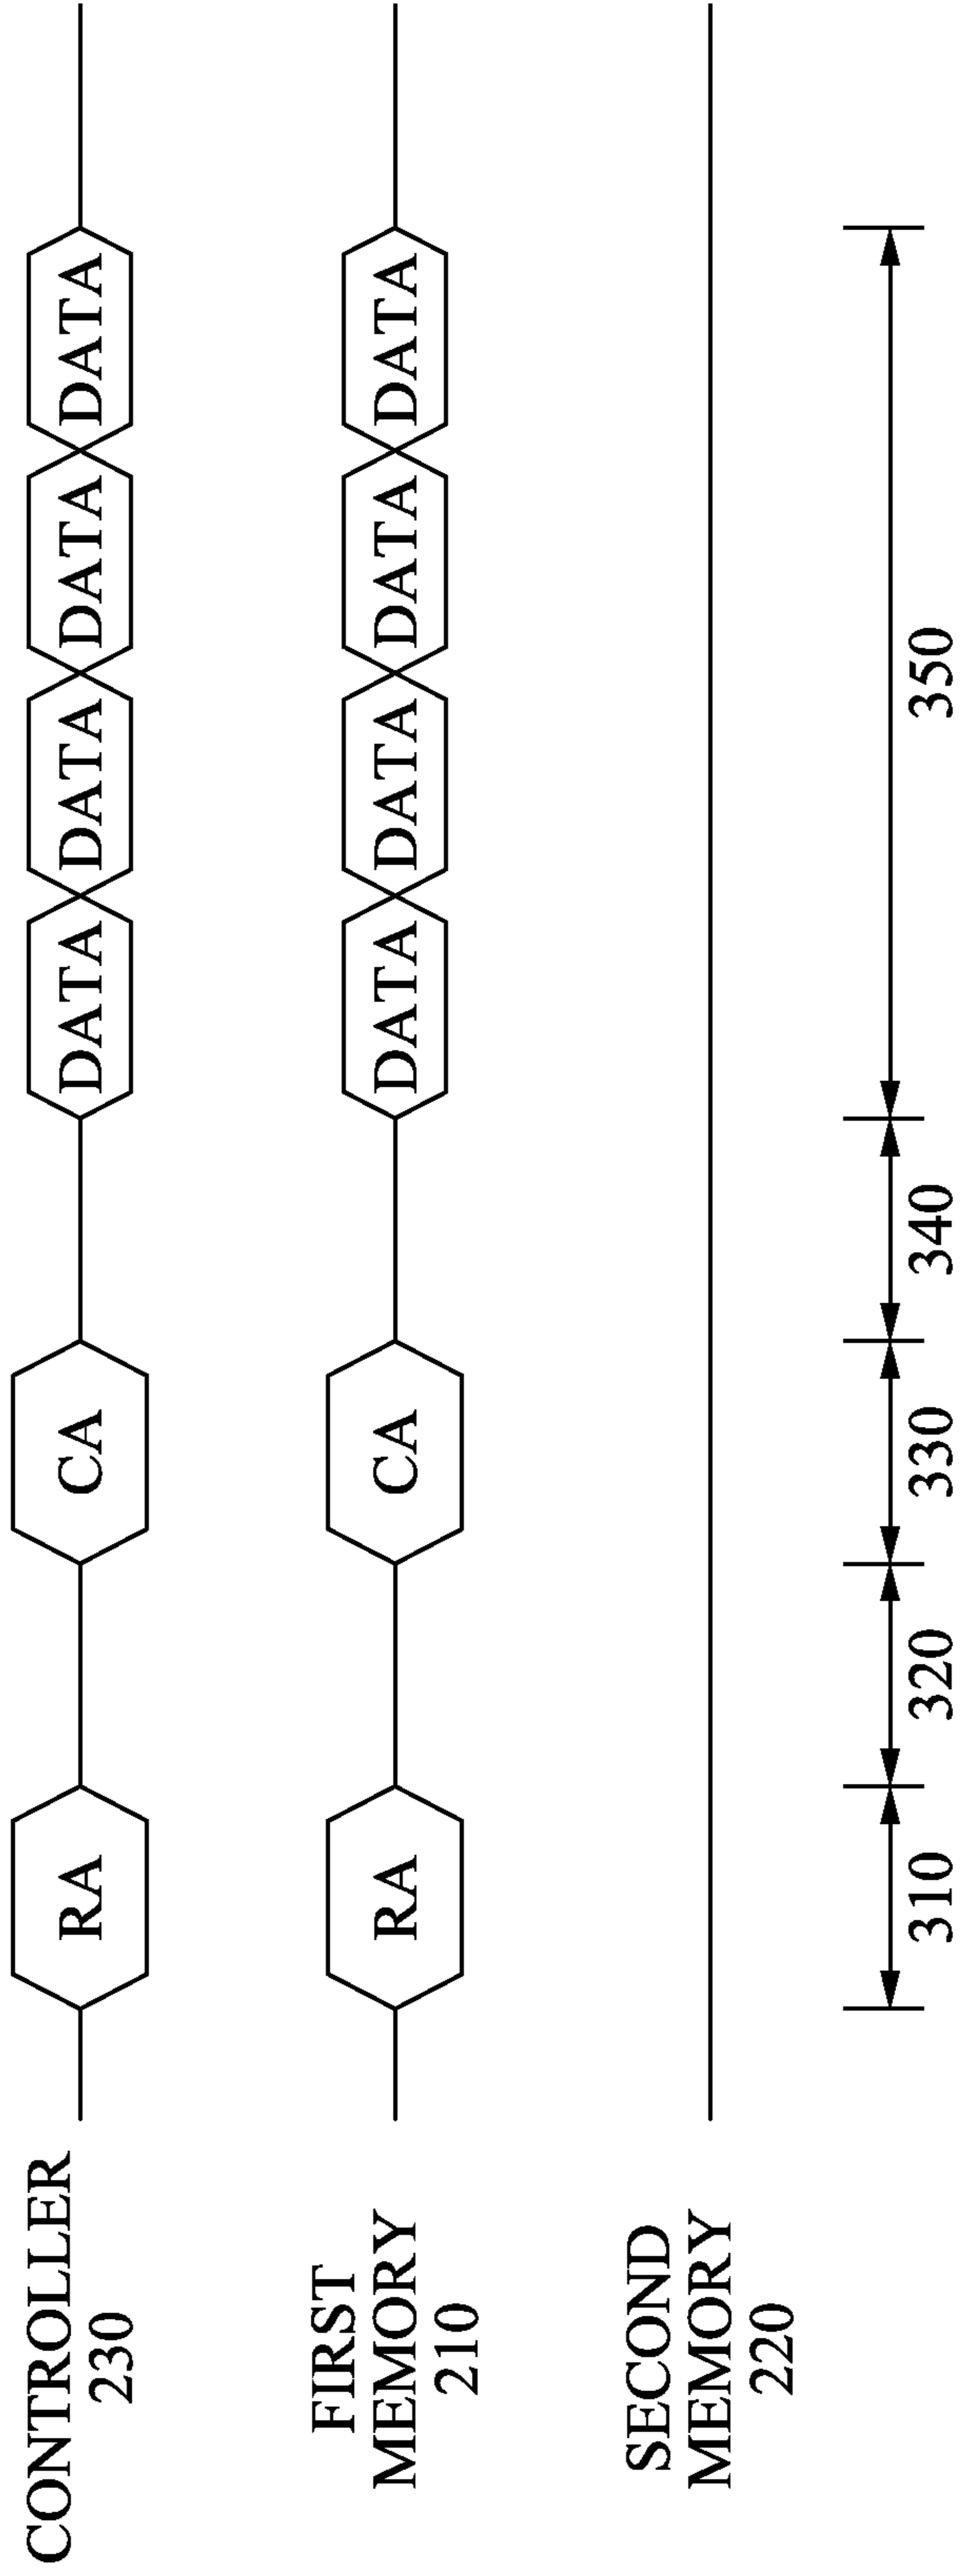 CONTROLLER
230
RA
CA
DATA
DATA
DATA
DATA
FIRST
MEMORY
210
RA
CA
DATA
DATA
DATA
DATA
SECOND
MEMORY
220
310
320
330
340
350